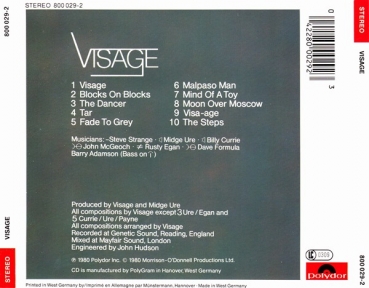 STEREO 800 029-2
800 029-2
VISAGE
STEREO
VISAGE
1 Visage
2 Blocks On Blocks
3 The Dancer
4 Tar
5 Fade To Grey
6 Malpaso Man
7 Mind Of A Toy
8 Moon Over Moscow
9 Visa-age
10 The Steps
Musicians: Steve Strange Midge Ure Billy Currie
John McGeoch Rusty Egan Dave Formula
Barry Adamson (Bass on '1')
Produced by Visage and Midge Ure
All compositions by Visage except 3 Ure / Egan and
5 Currie / Ure / Payne
All compositions arranged by Visage
Recorded at Genetic Sound, Reading, England
Mixed at Mayfair Sound, London
Engineered by John Hudson
℗ 1980 Polydor Inc. © 1980 Morrison-O'Donnell Productions Ltd.
CD is manufactured by PolyGram in Hanover, West Germany
Printed in West Germany by/Imprimé en Allemagne par Münstermann, Hannover · Made in West Germany
polydor
0 42280 00292 3
STEREO
VISAGE
800 029-2